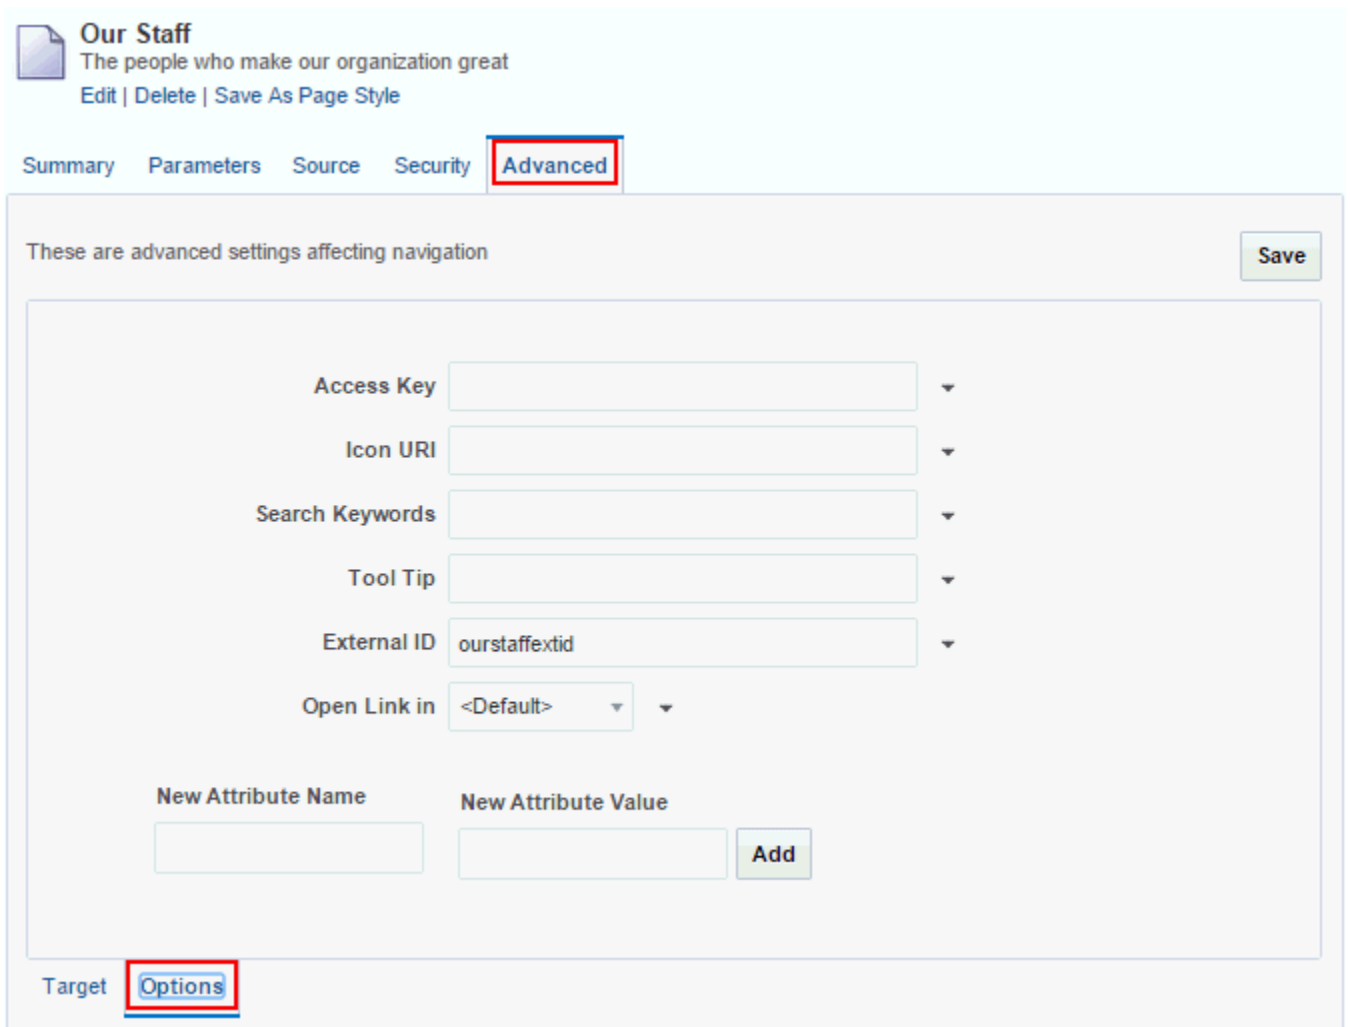 Our Staff
The people who make our organization great
Edit | Delete | Save As Page Style
Summary Parameters Source Security Advanced
These are advanced settings affecting navigation
Save
Access Key
Icon URI
Search Keywords
Tool Tip
External ID ourstaffextid
Open Link in <Default>
New Attribute Name New Attribute Value
Add
Target Options